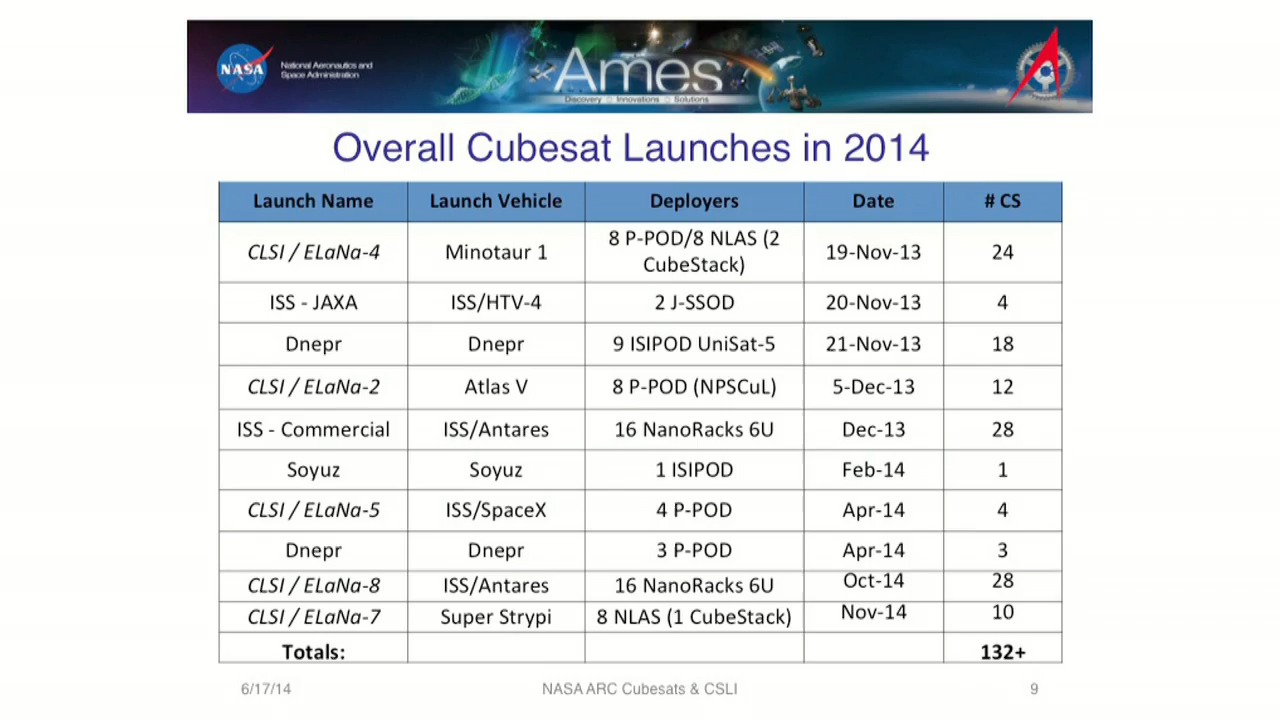 NASA
National Aeronautics and
Space Administration
Ames
Discovery □ Innovations □ Solutions
Overall Cubesat Launches in 2014
Launch Name Launch Vehicle Deployers Date # CS
CLSI / ELaNa-4 Minotaur 1 8 P-POD/8 NLAS (2 CubeStack) 19-Nov-13 24
ISS - JAXA ISS/HTV-4 2 J-SSOD 20-Nov-13 4
Dnepr Dnepr 9 ISIPOD UniSat-5 21-Nov-13 18
CLSI / ELaNa-2 Atlas V 8 P-POD (NPSCuL) 5-Dec-13 12
ISS - Commercial ISS/Antares 16 NanoRacks 6U Dec-13 28
Soyuz Soyuz 1 ISIPOD Feb-14 1
CLSI / ELaNa-5 ISS/SpaceX 4 P-POD Apr-14 4
Dnepr Dnepr 3 P-POD Apr-14 3
CLSI / ELaNa-8 ISS/Antares 16 NanoRacks 6U Oct-14 28
CLSI / ELaNa-7 Super Strypi 8 NLAS (1 CubeStack) Nov-14 10
Totals: 132+
6/17/14 NASA ARC Cubesats & CSLI 9